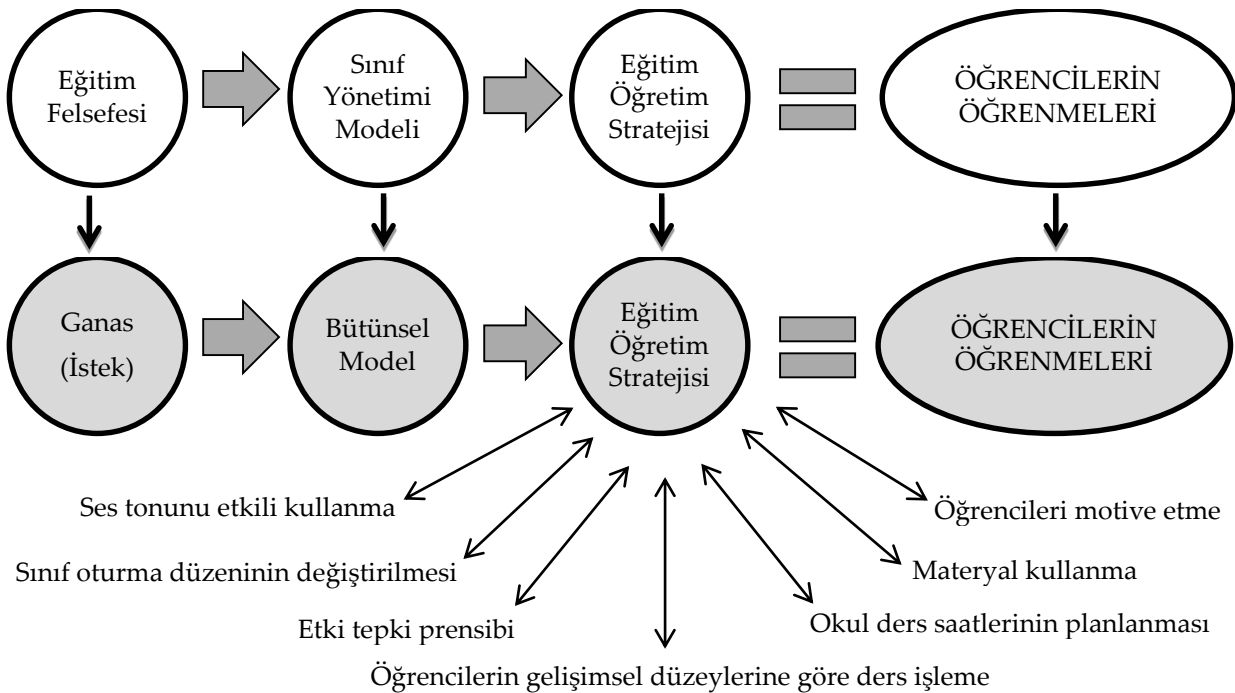 Eğitim
Felsefesi
Sınıf
Yönetimi
Modeli
Eğitim
Öğretim
Stratejisi
ÖĞRENCİLERİN
ÖĞRENMELERİ
Ganas
(İstek)
Bütünsel
Model
Eğitim
Öğretim
Stratejisi
ÖĞRENCİLERİN
ÖĞRENMELERİ
Ses tonunu etkili kullanma
Öğrencileri motive etme
Sınıf oturma düzeninin değiştirilmesi
Materyal kullanma
Etki tepki prensibi
Okul ders saatlerinin planlanması
Öğrencilerin gelişimsel düzeylerine göre ders işleme